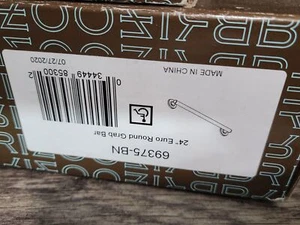 69375-BN
24" Euro Round Grab Bar
0 34449 85300 2
MADE IN CHINA
07/27/2020